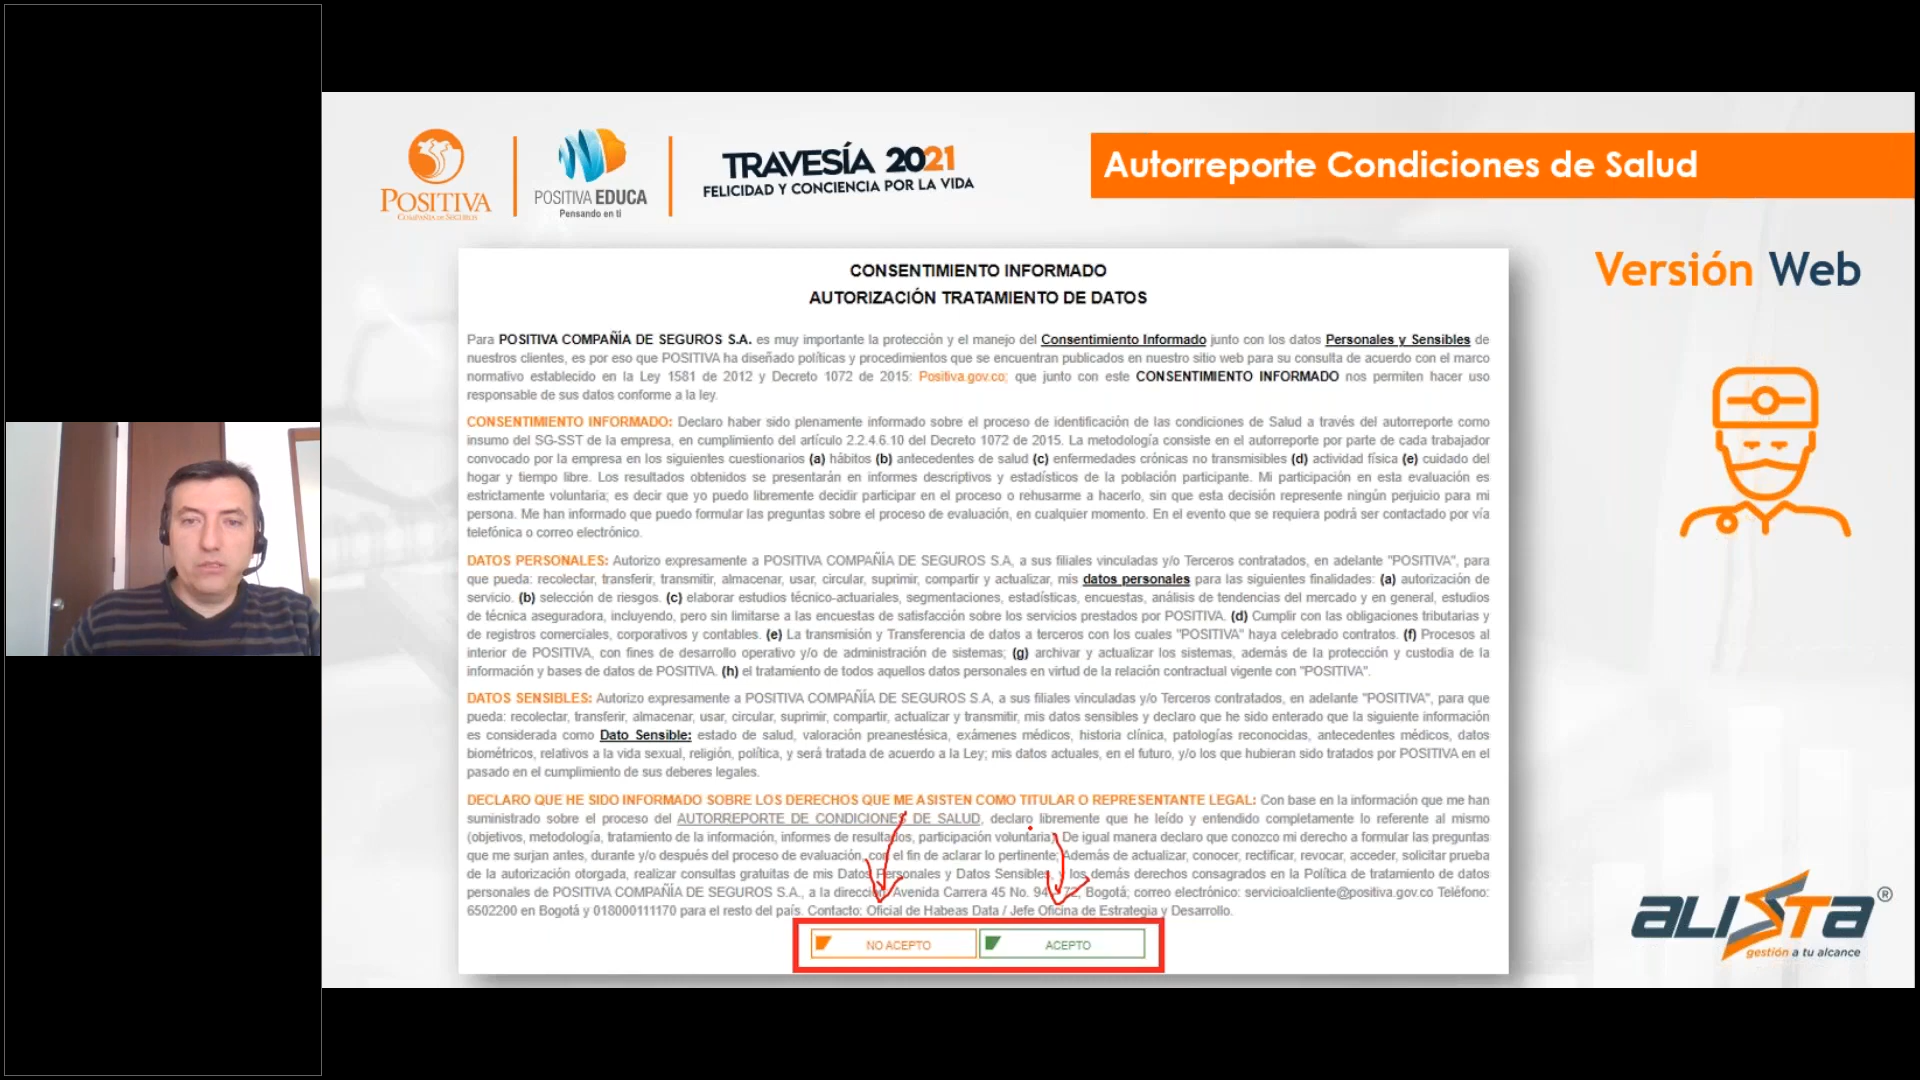 POSITIVA
COMPAÑÍA DE SEGUROS
POSITIVA EDUCA
Pensando en ti
TRAVESÍA 2021
FELICIDAD Y CONCIENCIA POR LA VIDA
Autorreporte Condiciones de Salud
Versión Web
CONSENTIMIENTO INFORMADO
AUTORIZACIÓN TRATAMIENTO DE DATOS
Para POSITIVA COMPAÑÍA DE SEGUROS S.A. es muy importante la protección y el manejo del Consentimiento Informado junto con los datos Personales y Sensibles de
nuestros clientes, es por eso que POSITIVA ha diseñado políticas y procedimientos que se encuentran publicados en nuestro sitio web para su consulta de acuerdo con el marco
normativo establecido en la Ley 1581 de 2012 y Decreto 1072 de 2015: Positiva.gov.co; que junto con este CONSENTIMIENTO INFORMADO nos permiten hacer uso
responsable de sus datos conforme a la ley.
CONSENTIMIENTO INFORMADO: Declaro haber sido plenamente informado sobre el proceso de identificación de las condiciones de Salud a través del autorreporte como
insumo del SG-SST de la empresa, en cumplimiento del artículo 2.2.4.6.10 del Decreto 1072 de 2015. La metodología consiste en el autorreporte por parte de cada trabajador
convocado por la empresa en los siguientes cuestionarios (a) hábitos (b) antecedentes de salud (c) enfermedades crónicas no transmisibles (d) actividad física (e) cuidado del
hogar y tiempo libre. Los resultados obtenidos se presentarán en informes descriptivos y estadísticos de la población participante. Mi participación en esta evaluación es
estrictamente voluntaria; es decir que yo puedo libremente decidir participar en el proceso o rehusarme a hacerlo, sin que esta decisión represente ningún perjuicio para mi
persona. Me han informado que puedo formular las preguntas sobre el proceso de evaluación, en cualquier momento. En el evento que se requiera podrá ser contactado por vía
telefónica o correo electrónico.
DATOS PERSONALES: Autorizo expresamente a POSITIVA COMPAÑÍA DE SEGUROS S.A, a sus filiales vinculadas y/o Terceros contratados, en adelante "POSITIVA", para
que pueda: recolectar, transferir, transmitir, almacenar, usar, circular, suprimir, compartir y actualizar, mis datos personales para las siguientes finalidades: (a) autorización de
servicio. (b) selección de riesgos. (c) elaborar estudios técnico-actuariales, segmentaciones, estadísticas, encuestas, análisis de tendencias del mercado y en general, estudios
de técnica aseguradora, incluyendo, pero sin limitarse a las encuestas de satisfacción sobre los servicios prestados por POSITIVA. (d) Cumplir con las obligaciones tributarias y
de registros comerciales, corporativos y contables. (e) La transmisión y Transferencia de datos a terceros con los cuales "POSITIVA" haya celebrado contratos. (f) Procesos al
interior de POSITIVA, con fines de desarrollo operativo y/o de administración de sistemas; (g) archivar y actualizar los sistemas, además de la protección y custodia de la
información y bases de datos de POSITIVA. (h) el tratamiento de todos aquellos datos personales en virtud de la relación contractual vigente con "POSITIVA".
DATOS SENSIBLES: Autorizo expresamente a POSITIVA COMPAÑÍA DE SEGUROS S.A, a sus filiales vinculadas y/o Terceros contratados, en adelante "POSITIVA", para que
pueda: recolectar, transferir, almacenar, usar, circular, suprimir, compartir, actualizar y transmitir, mis datos sensibles y declaro que he sido enterado que la siguiente información
es considerada como Dato Sensible: estado de salud, valoración preanestésica, exámenes médicos, historia clínica, patologías reconocidas, antecedentes médicos, datos
biométricos, relativos a la vida sexual, religión, política, y será tratada de acuerdo a la Ley; mis datos actuales, en el futuro, y/o los que hubieran sido tratados por POSITIVA en el
pasado en el cumplimiento de sus deberes legales.
DECLARO QUE HE SIDO INFORMADO SOBRE LOS DERECHOS QUE ME ASISTEN COMO TITULAR O REPRESENTANTE LEGAL: Con base en la información que me han
suministrado sobre el proceso del AUTORREPORTE DE CONDICIONES DE SALUD, declaro libremente que he leído y entendido completamente lo referente al mismo
(objetivos, metodología, tratamiento de la información, informes de resultados, participación voluntaria). De igual manera declaro que conozco mi derecho a formular las preguntas
que me surjan antes, durante y/o después del proceso de evaluación, con el fin de aclarar lo pertinente; Además de actualizar, conocer, rectificar, revocar, acceder, solicitar prueba
de la autorización otorgada, realizar consultas gratuitas de mis Datos Personales y Datos Sensibles, y los demás derechos consagrados en la Política de tratamiento de datos
personales de POSITIVA COMPAÑÍA DE SEGUROS S.A., a la dirección Avenida Carrera 45 No. 94 72, Bogotá; correo electrónico: servicioalcliente@positiva.gov.co Teléfono:
6502200 en Bogotá y 018000111170 para el resto del país. Contacto: Oficial de Habeas Data / Jefe Oficina de Estrategia y Desarrollo.
NO ACEPTO
ACEPTO
ALISSTA ®
gestión a tu alcance